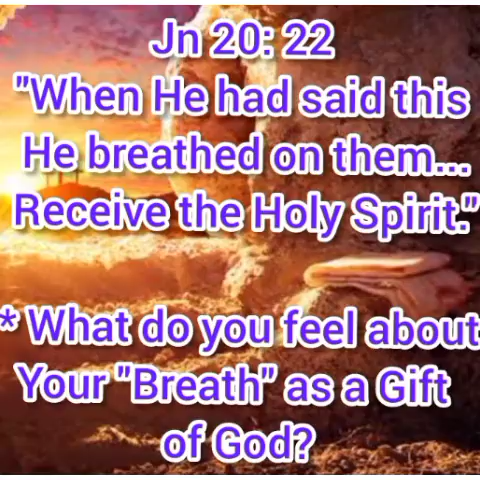 Jn 20: 22
"When He had said this
He breathed on them...
Receive the Holy Spirit."
* What do you feel about
Your "Breath" as a Gift
of God?